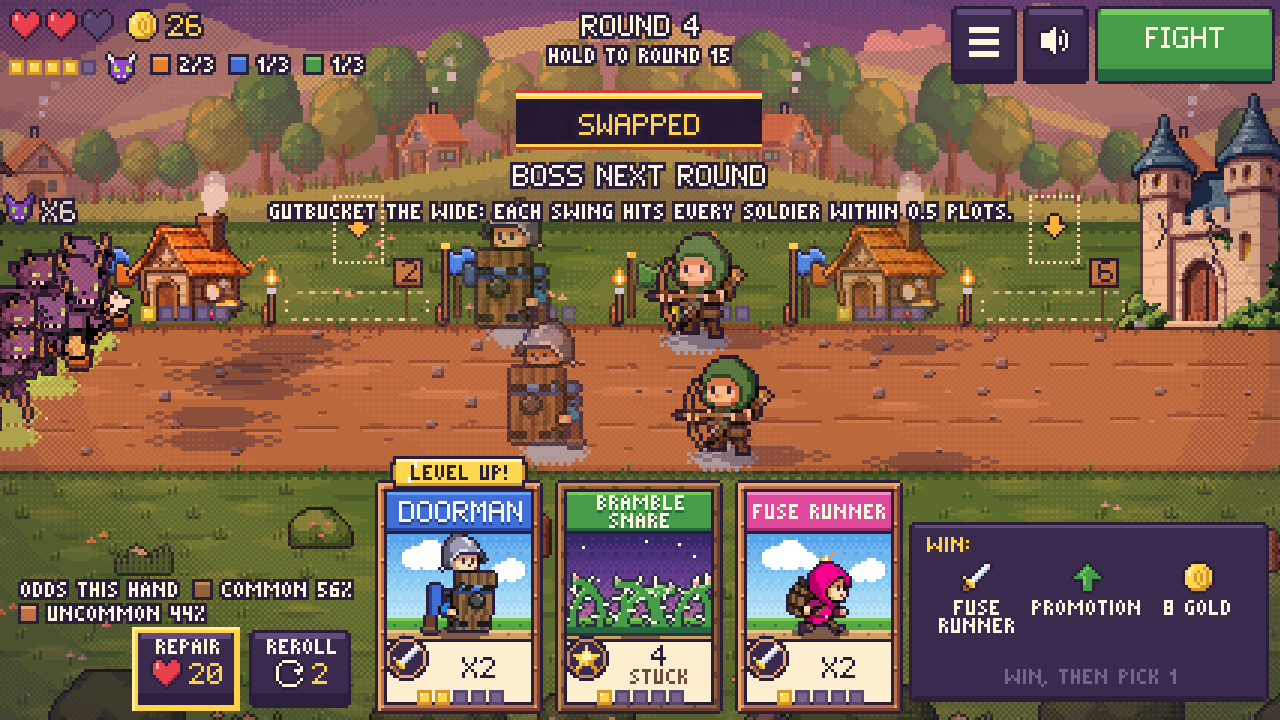 26
ROUND 4
HOLD TO ROUND 15
FIGHT
2/3
1/3
1/3
SWAPPED
BOSS NEXT ROUND
X6
GUTBUCKET THE WIDE: EACH SWING HITS EVERY SOLDIER WITHIN 0.5 PLOTS.
2
6
LEVEL UP!
DOORMAN
X2
BRAMBLE
SNARE
4
STUCK
FUSE RUNNER
X2
WIN:
FUSE
RUNNER
PROMOTION
8 GOLD
WIN, THEN PICK 1
ODDS THIS HAND COMMON 56%
UNCOMMON 44%
REPAIR
20
REROLL
2